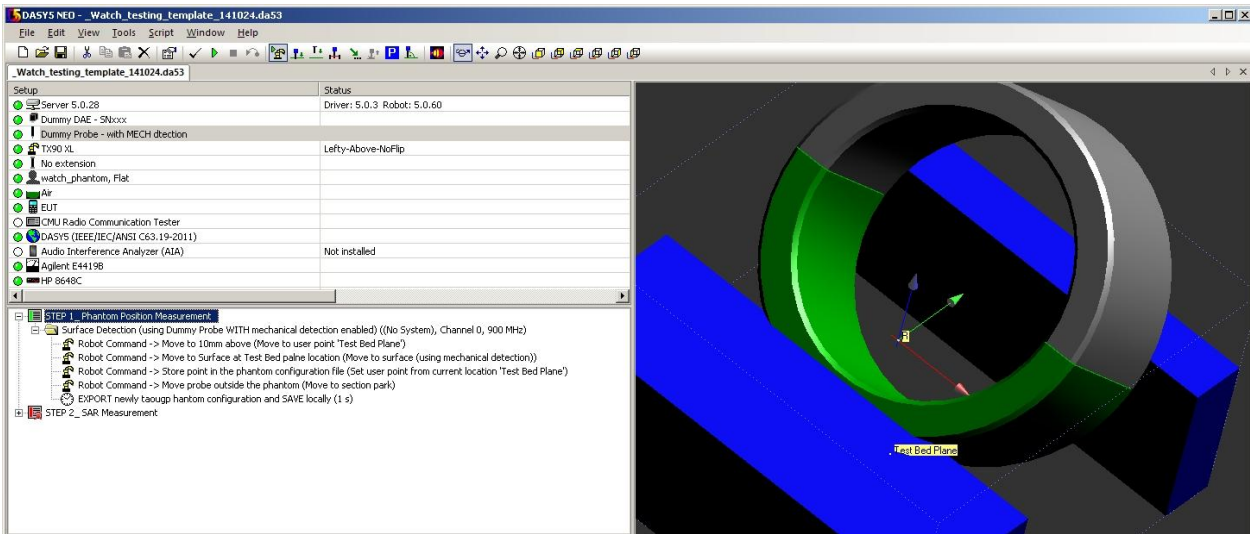 DASY5 NEO - _Watch_testing_template_141024.da53
File Edit View Tools Script Window Help
_Watch_testing_template_141024.da53
Setup Status
Server 5.0.28 Driver: 5.0.3 Robot: 5.0.60
Dummy DAE - SNxxx
Dummy Probe - with MECH dtection
TX90 XL Lefty-Above-NoFlip
No extension
watch_phantom, Flat
Air
EUT
CMU Radio Communication Tester
DASY5 (IEEE/IEC/ANSI C63.19-2011)
Audio Interference Analyzer (AIA) Not installed
Agilent E4419B
HP 8648C
STEP 1_ Phantom Position Measurement
Surface Detection (using Dummy Probe WITH mechanical detection enabled) ((No System), Channel 0, 900 MHz)
Robot Command -> Move to 10mm above (Move to user point 'Test Bed Plane')
Robot Command -> Move to Surface at Test Bed palne location (Move to surface (using mechanical detection))
Robot Command -> Store point in the phantom configuration file (Set user point from current location 'Test Bed Plane')
Robot Command -> Move probe outside the phantom (Move to section park)
EXPORT newly taougp hantom configuration and SAVE locally (1 s)
STEP 2_ SAR Measurement
Test Bed Plane